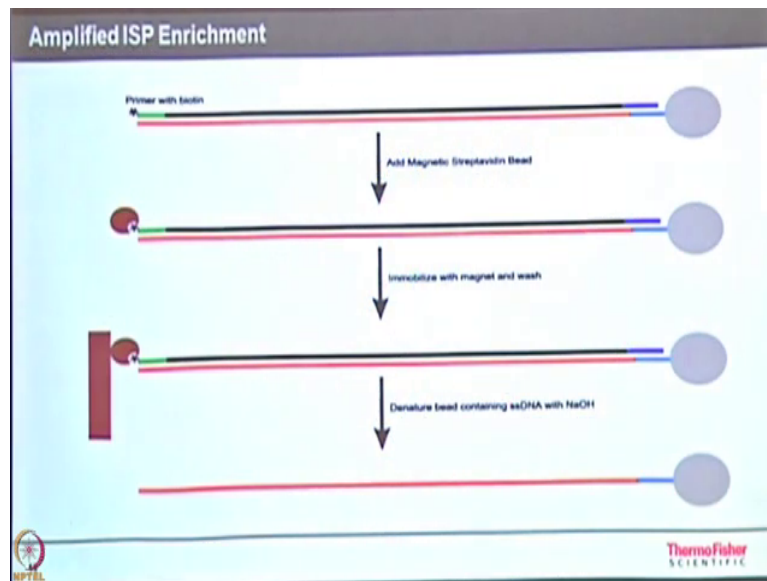 Amplified ISP Enrichment
Primer with biotin
Add Magnetic Streptavidin Bead
Immobilize with magnet and wash
Denature bead containing ssDNA with NaOH
NPTEL
ThermoFisher
SCIENTIFIC